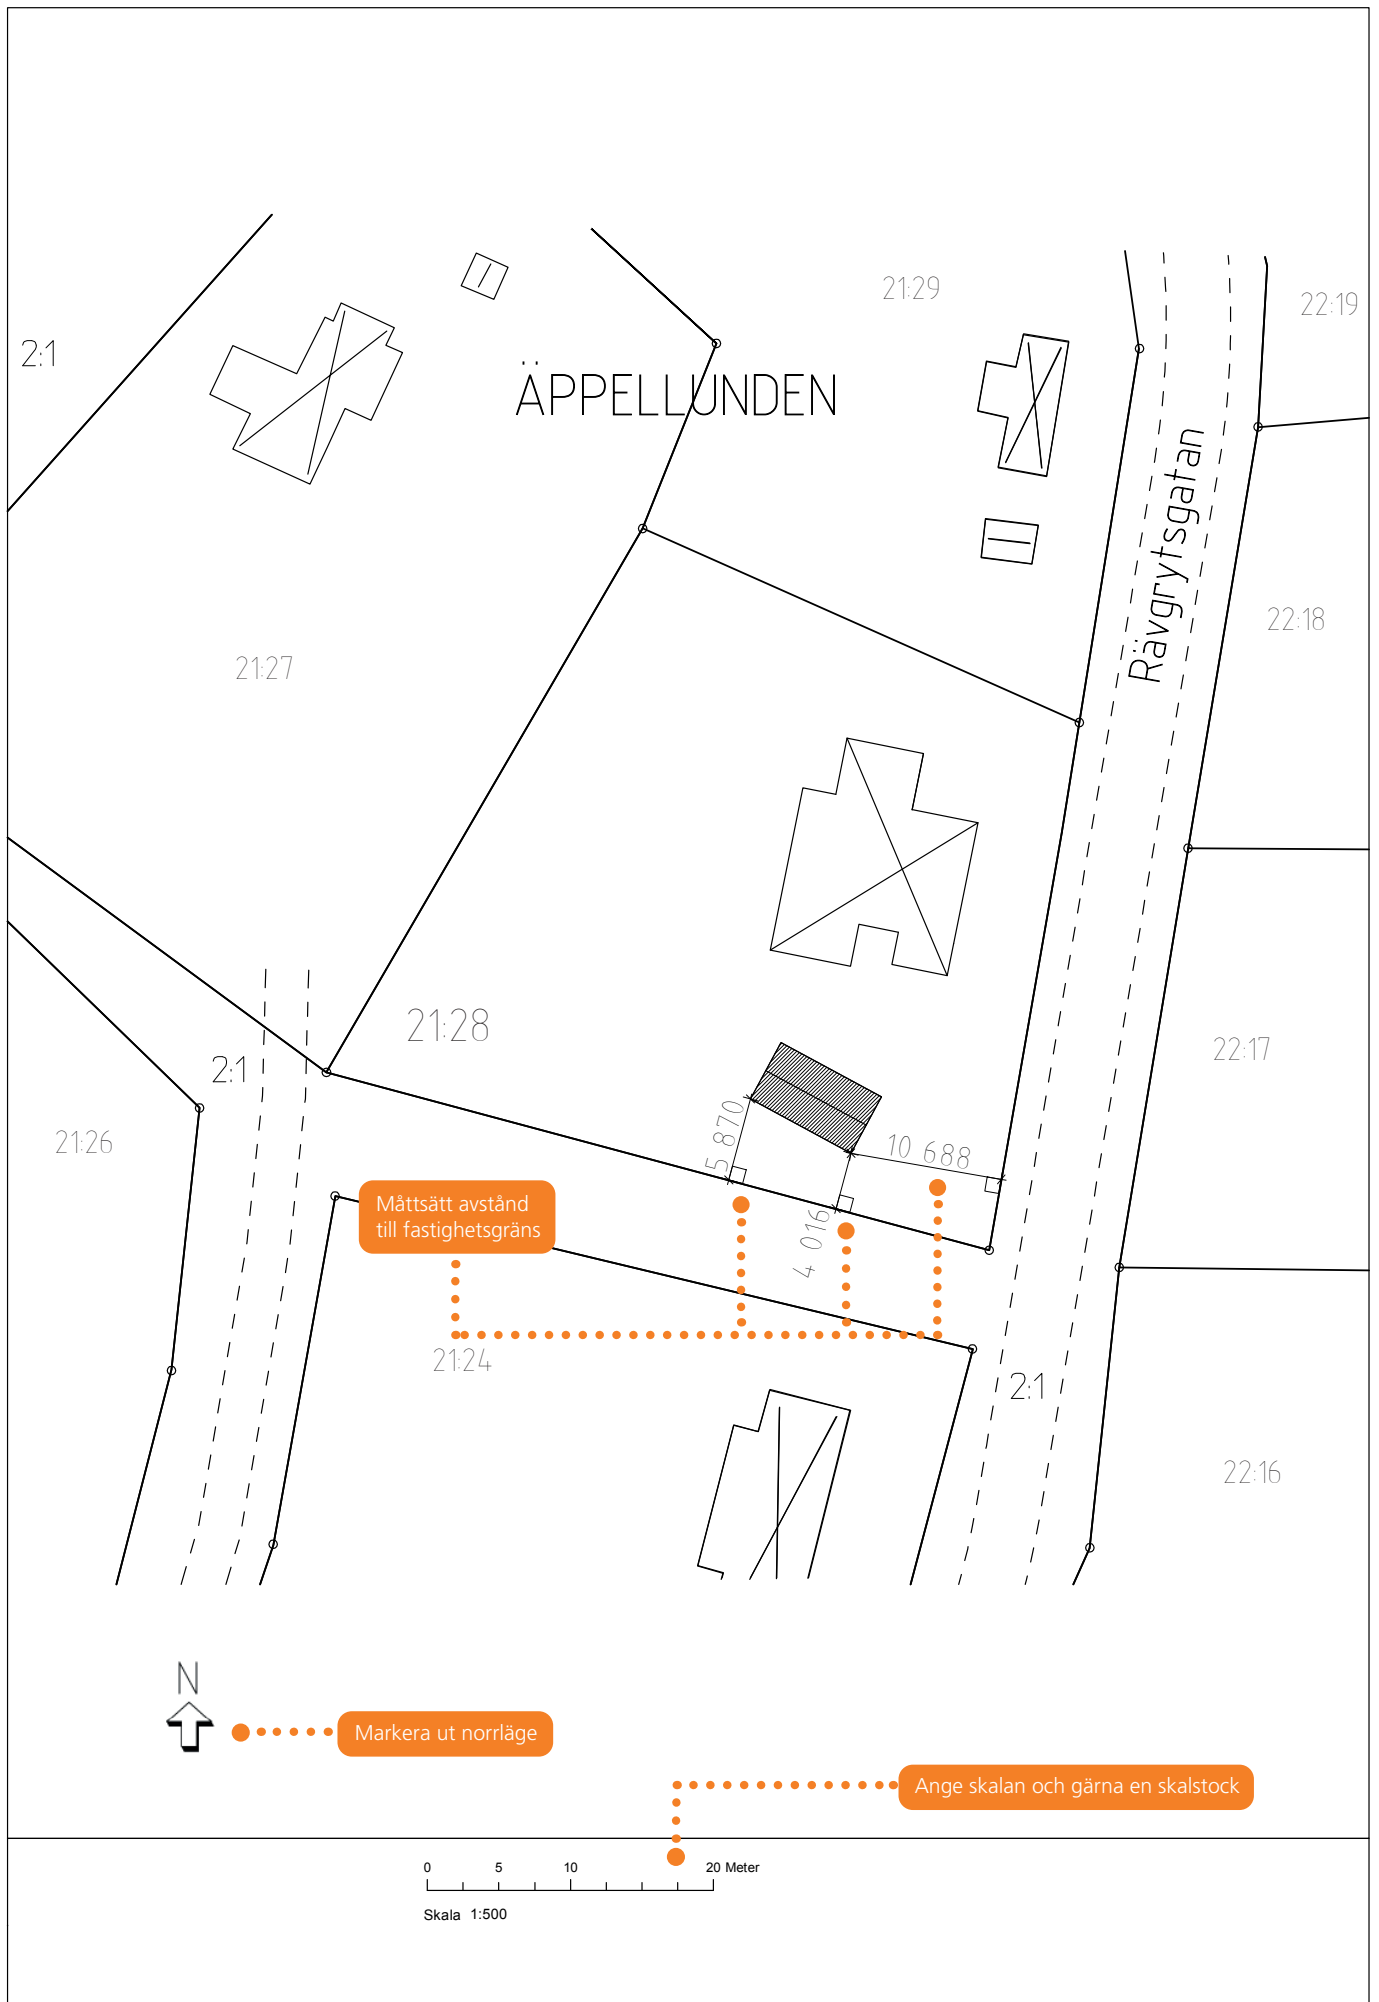 21:29
22:19
2:1
ÄPPELLUNDEN
Rävgrytsgatan
22:18
21:27
21:28
22:17
2:1
21:26
5 870
10 688
Måttsätt avstånd
till fastighetsgräns
4 016
21:24
2:1
22:16
N
Markera ut norrläge
Ange skalan och gärna en skalstock
0 5 10 20 Meter
Skala 1:500